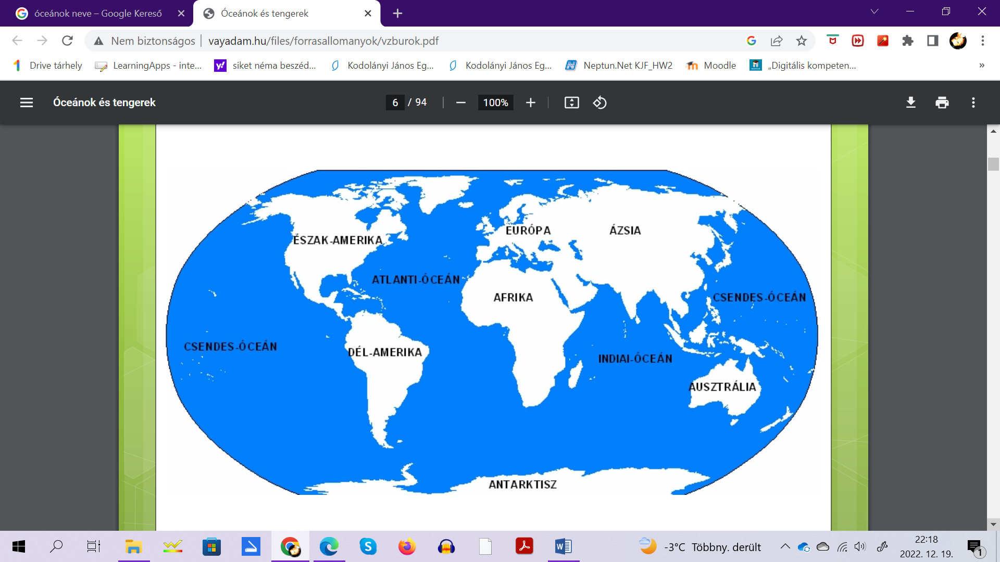 óceánok neve – Google Kereső
Óceánok és tengerek
Nem biztonságos
vayadam.hu/files/forrasallomanyok/vzburok.pdf
Drive tárhely
LearningApps - inte...
siket néma beszéd...
Kodolányi János Eg...
Kodolányi János Eg...
Neptun.Net KJF_HW2
Moodle
„Digitális kompeten...
»
Óceánok és tengerek
6 / 94
100%
EURÓPA
ÁZSIA
ÉSZAK-AMERIKA
ATLANTI-ÓCEÁN
AFRIKA
CSENDES-ÓCEÁN
CSENDES-ÓCEÁN
DÉL-AMERIKA
INDIAI-ÓCEÁN
AUSZTRÁLIA
ANTARKTISZ
-3°C Többny. derült
22:18
2022. 12. 19.
1